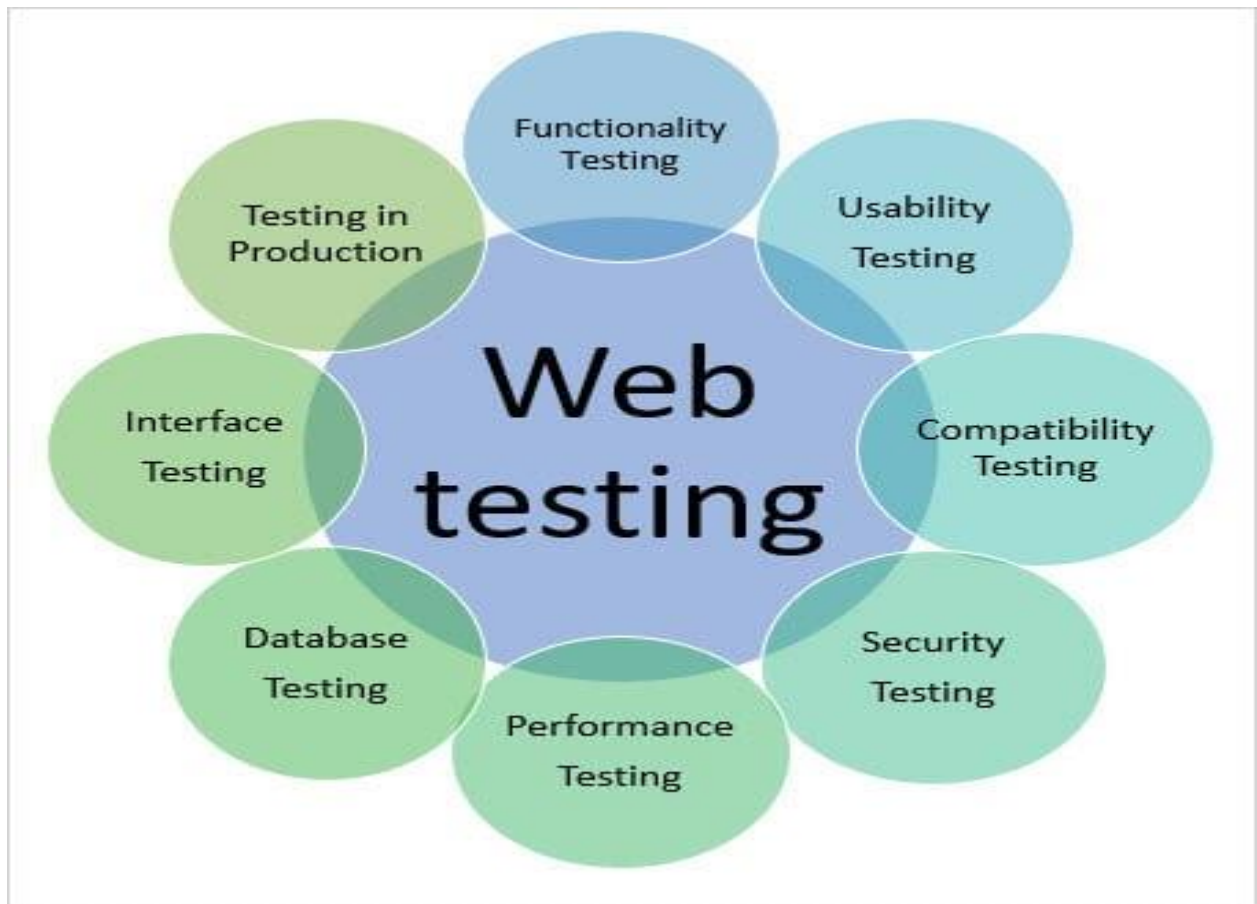 Functionality
Testing
Usability
Testing
Compatibility
Testing
Security
Testing
Performance
Testing
Database
Testing
Interface
Testing
Testing in
Production
Web
testing